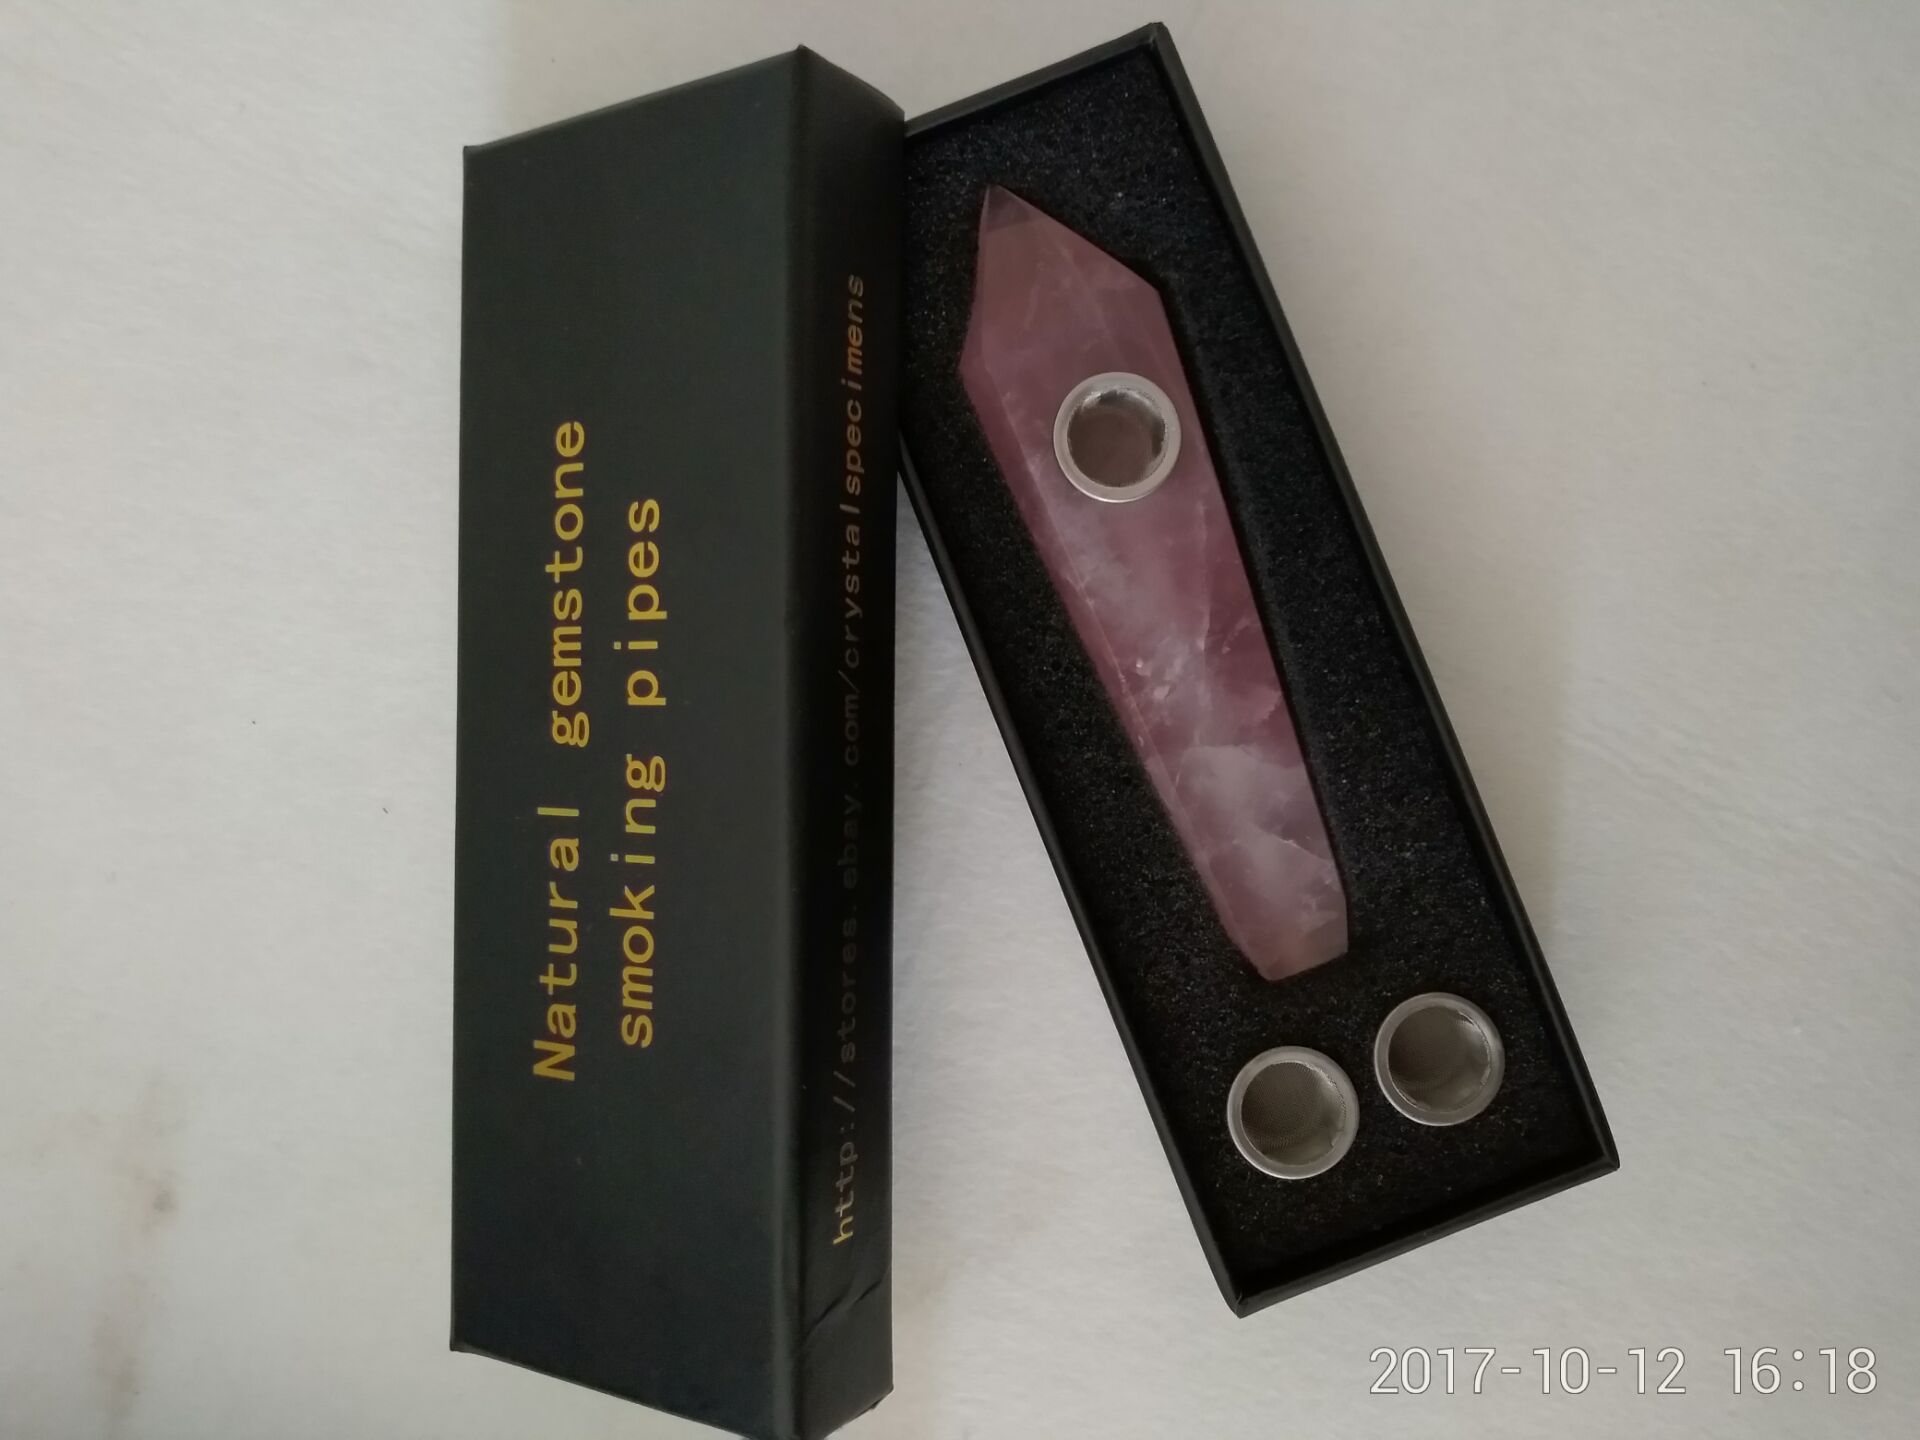 Natural gemstone
smoking pipes
http://stores.ebay.com/crystalspecimens
2017-10-12 16:18